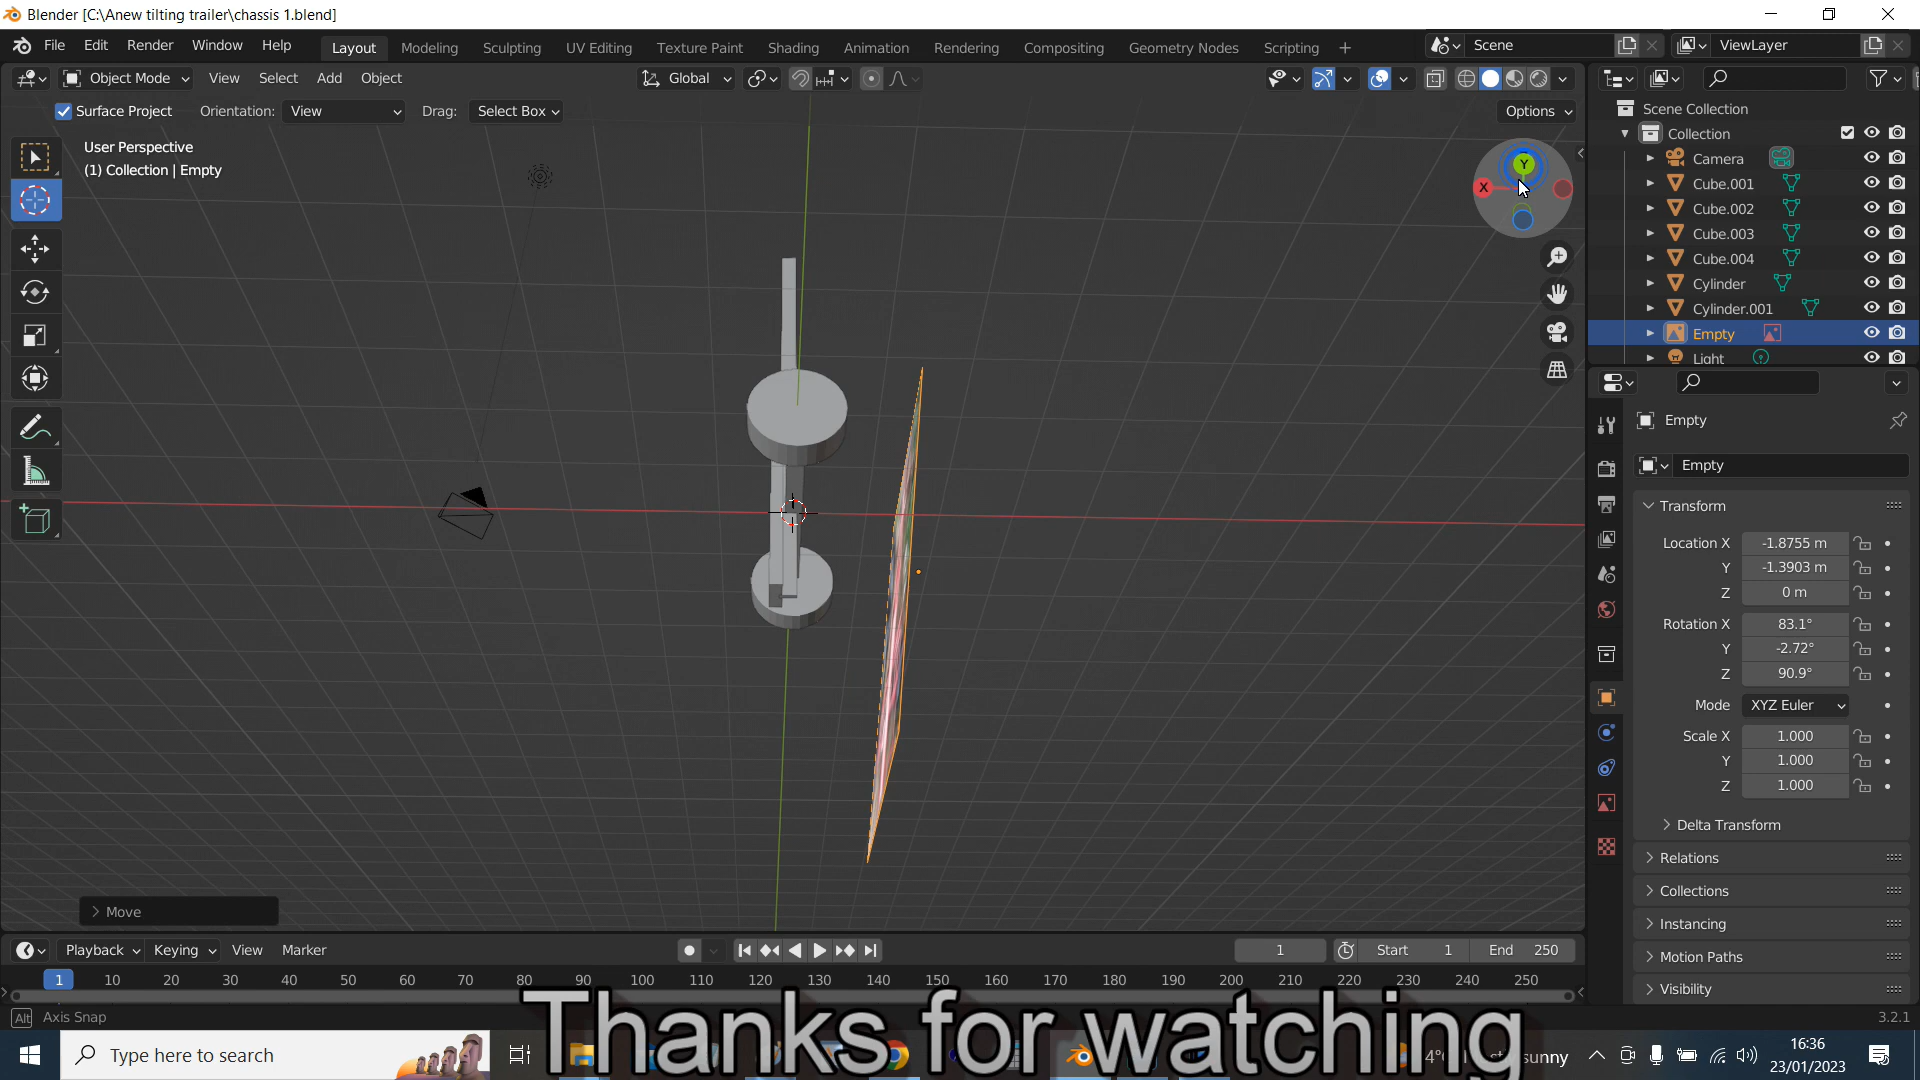 Blender [C:\Anew tilting trailer\chassis 1.blend]
File Edit Render Window Help Layout Modeling Sculpting UV Editing Texture Paint Shading Animation Rendering Compositing Geometry Nodes Scripting + Scene ViewLayer
Object Mode View Select Add Object Global
Surface Project Orientation: View Drag: Select Box Options
User Perspective
(1) Collection | Empty
Y
X
Scene Collection
Collection
Camera
Cube.001
Cube.002
Cube.003
Cube.004
Cylinder
Cylinder.001
Empty
Light
Empty
Empty
Transform
Location X -1.8755 m
Y -1.3903 m
Z 0 m
Rotation X 83.1°
Y -2.72°
Z 90.9°
Mode XYZ Euler
Scale X 1.000
Y 1.000
Z 1.000
Delta Transform
Relations
Collections
Instancing
Motion Paths
Visibility
Move
Playback Keying View Marker 1 Start 1 End 250
1 10 20 30 40 50 60 70 80 90 100 110 120 130 140 150 160 170 180 190 200 210 220 230 240 250
Alt Axis Snap
3.2.1
Thanks for watching
Type here to search
4°C sunny
16:36
23/01/2023